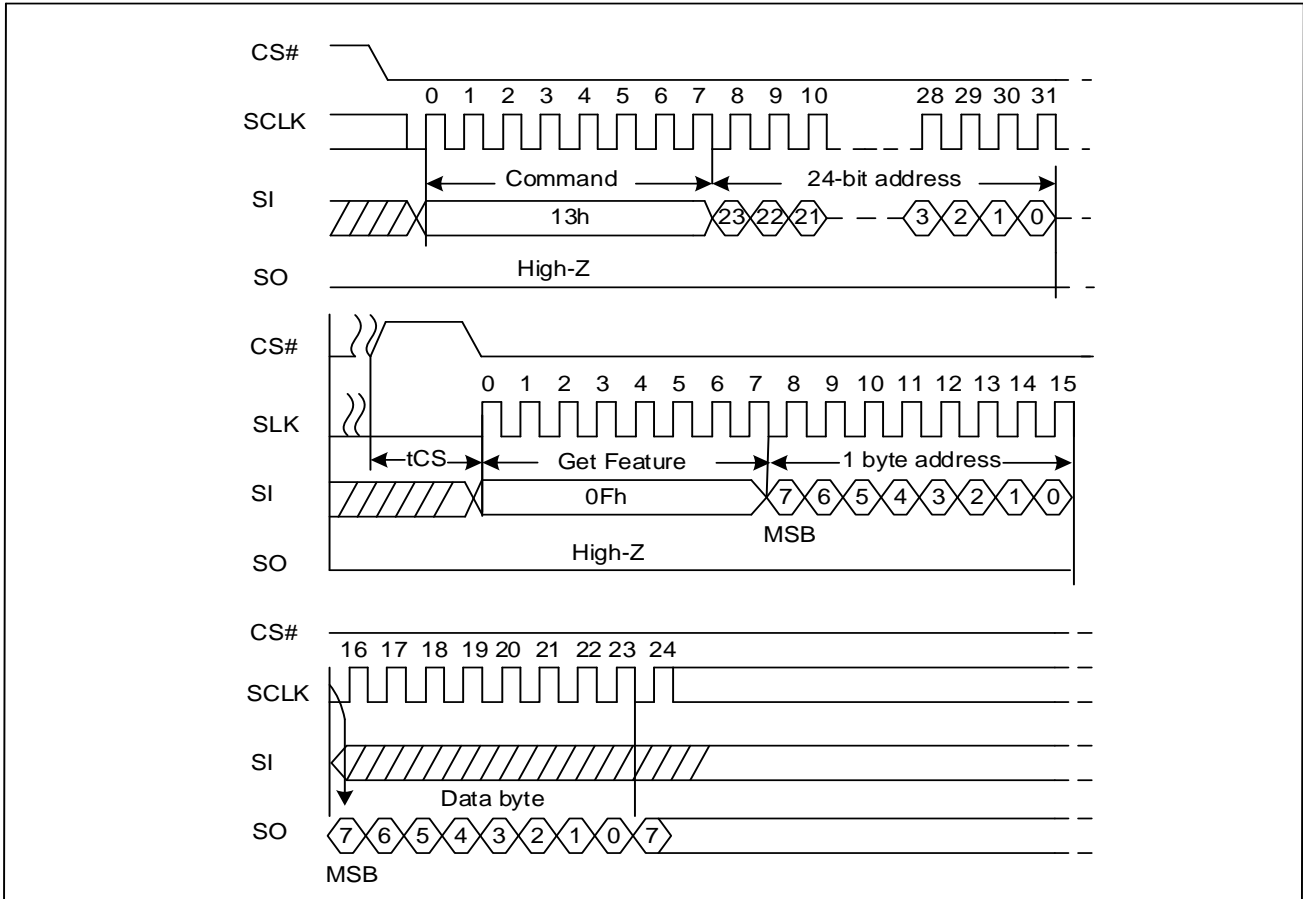 CS#
0 1 2 3 4 5 6 7 8 9 10 28 29 30 31
SCLK
Command 24-bit address
SI
13h 23 22 21 3 2 1 0
High-Z
SO
CS#
0 1 2 3 4 5 6 7 8 9 10 11 12 13 14 15
SLK
tCS Get Feature 1 byte address
SI
0Fh 7 6 5 4 3 2 1 0
MSB
High-Z
SO
CS#
16 17 18 19 20 21 22 23 24
SCLK
SI
Data byte
SO 7 6 5 4 3 2 1 0 7
MSB